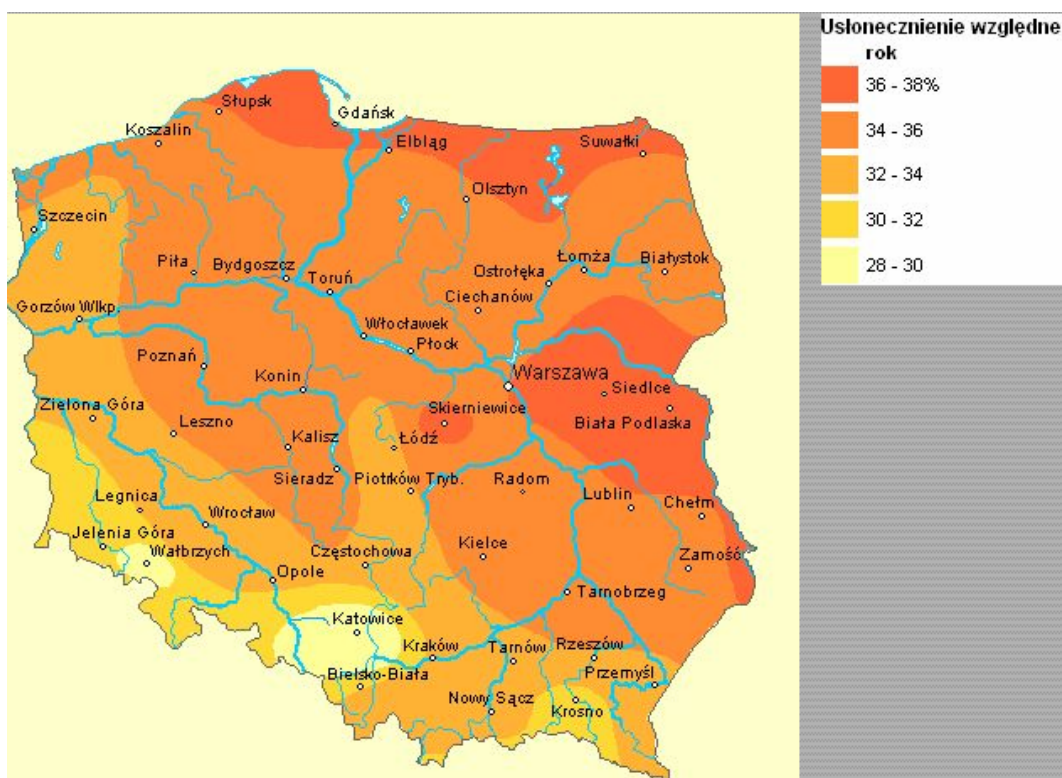 Usłonecznienie względne
rok
36 - 38%
34 - 36
32 - 34
30 - 32
28 - 30
Słupsk
Gdańsk
Koszalin
Elbląg
Suwałki
Olsztyn
Szczecin
Piła
Bydgoszcz
Toruń
Ostrołęka
Łomża
Białystok
Ciechanów
Gorzów Wlkp.
Włocławek
Płock
Poznań
Konin
Warszawa
Siedlce
Skierniewice
Biała Podlaska
Zielona Góra
Leszno
Kalisz
Łódź
Sieradz
Piotrków Tryb.
Radom
Lublin
Chełm
Legnica
Wrocław
Jelenia Góra
Wałbrzych
Częstochowa
Kielce
Zamość
Opole
Tarnobrzeg
Katowice
Kraków
Tarnów
Rzeszów
Bielsko-Biała
Przemyśl
Nowy Sącz
Krosno